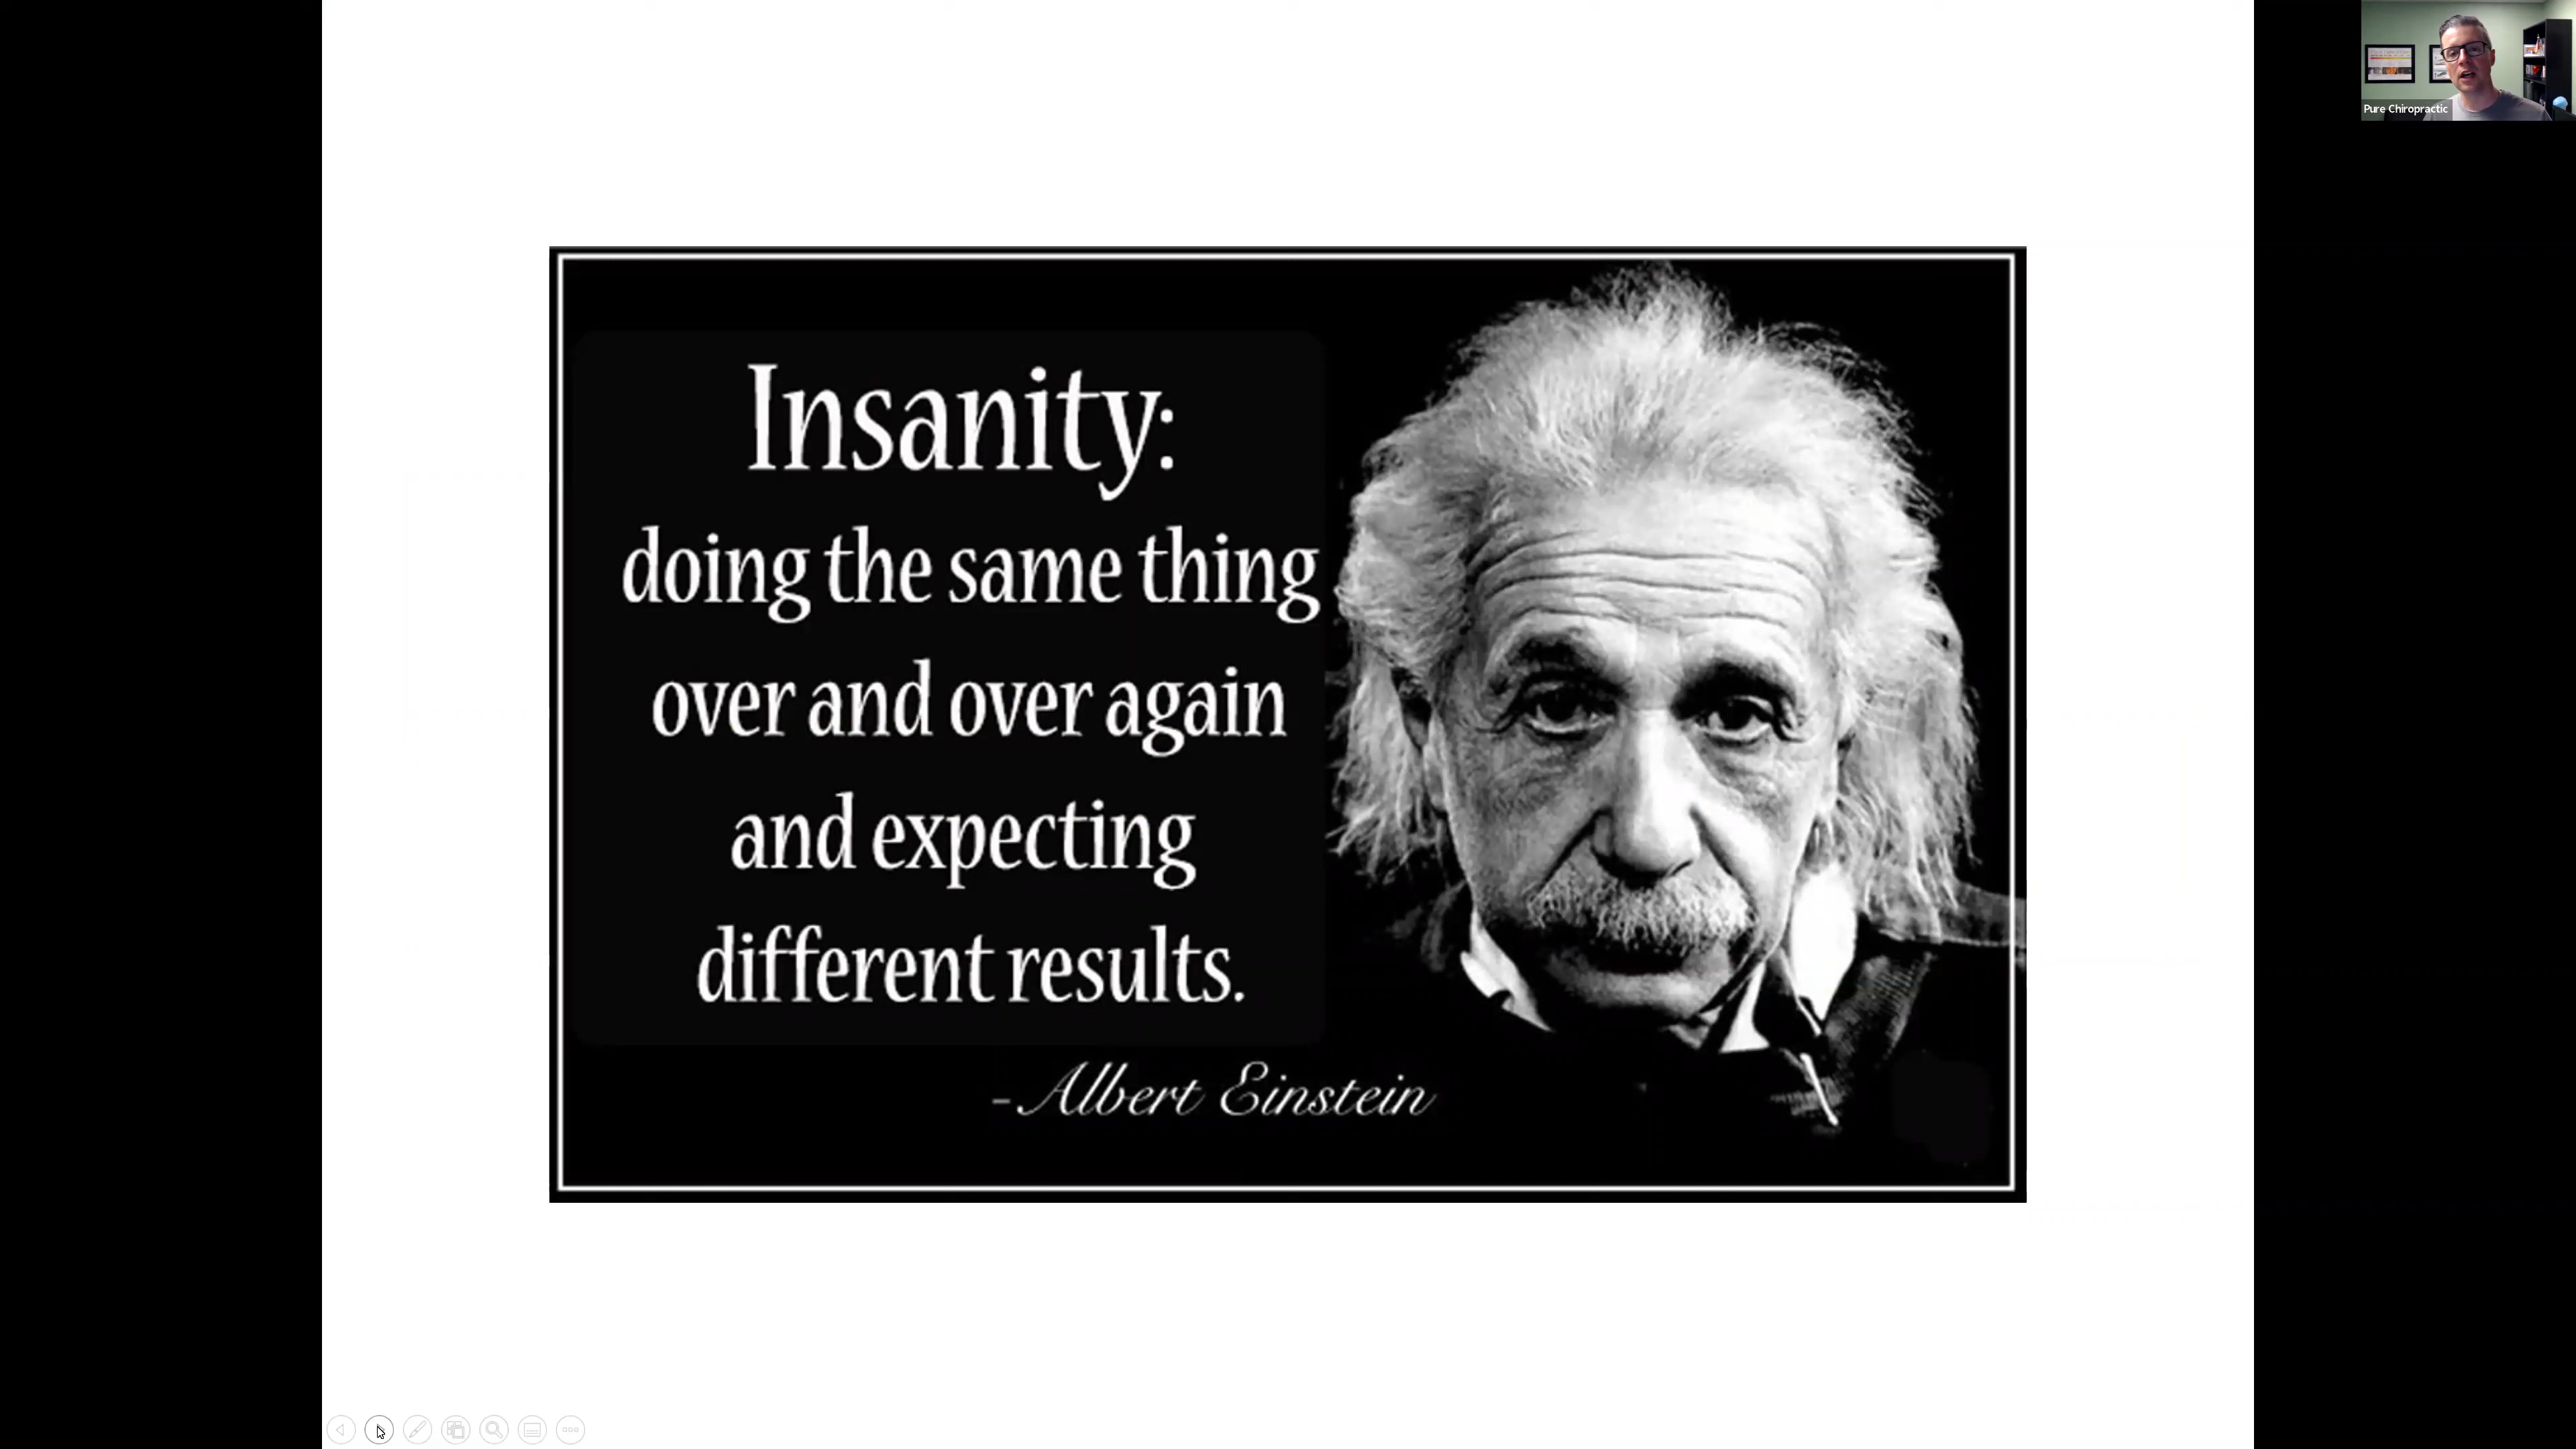 Pure Chiropractic
Insanity:
doing the same thing
over and over again
and expecting
different results.
-Albert Einstein